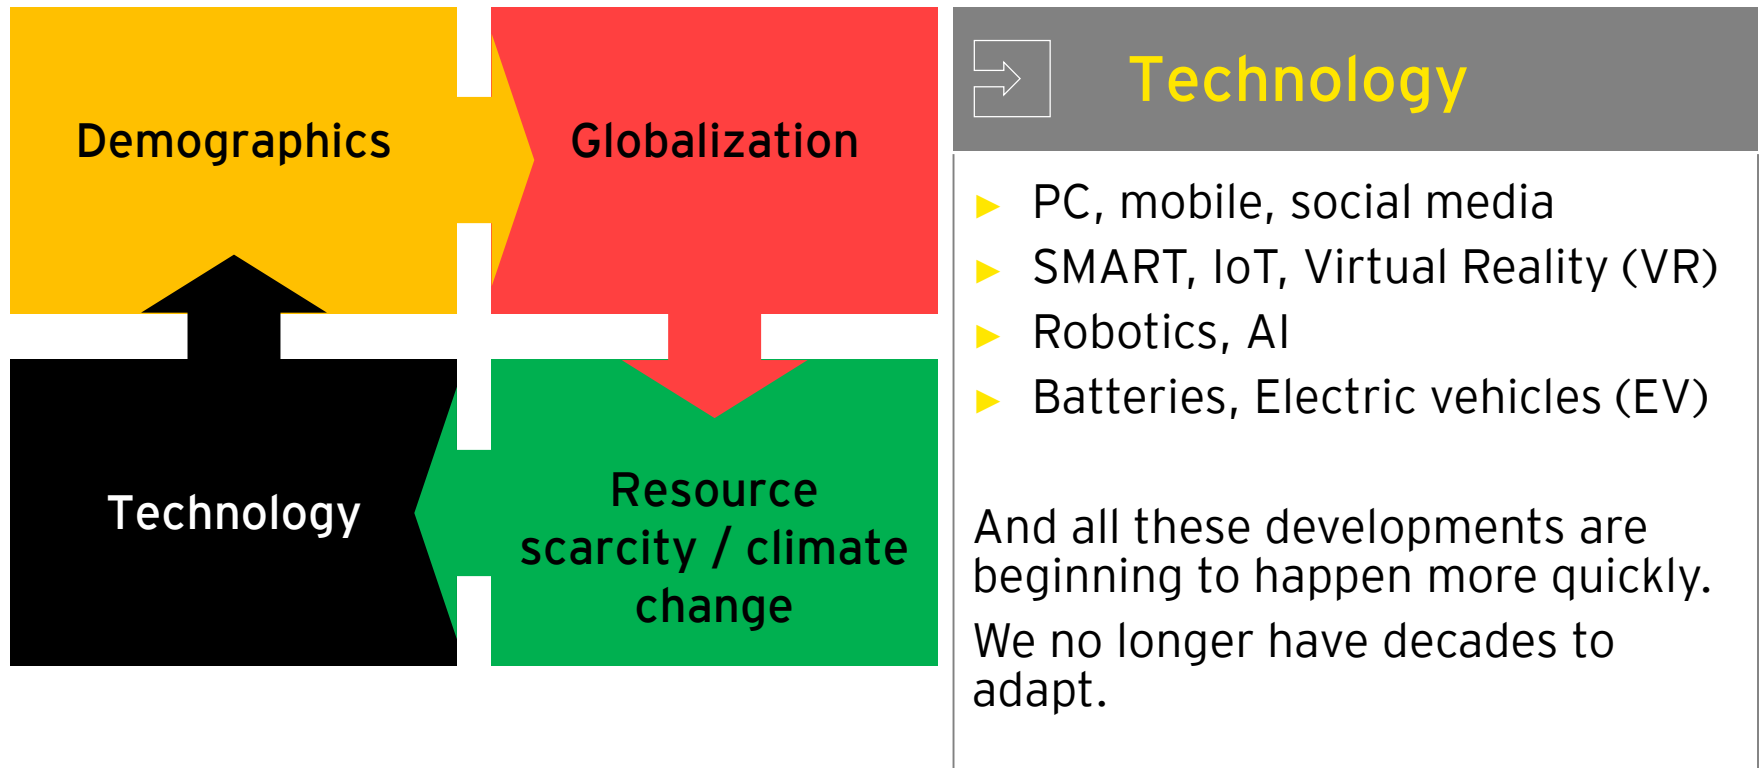 Demographics
Globalization
Technology
Resource
scarcity / climate
change
Technology
► PC, mobile, social media
► SMART, IoT, Virtual Reality (VR)
► Robotics, AI
► Batteries, Electric vehicles (EV)
And all these developments are
beginning to happen more quickly.
We no longer have decades to
adapt.